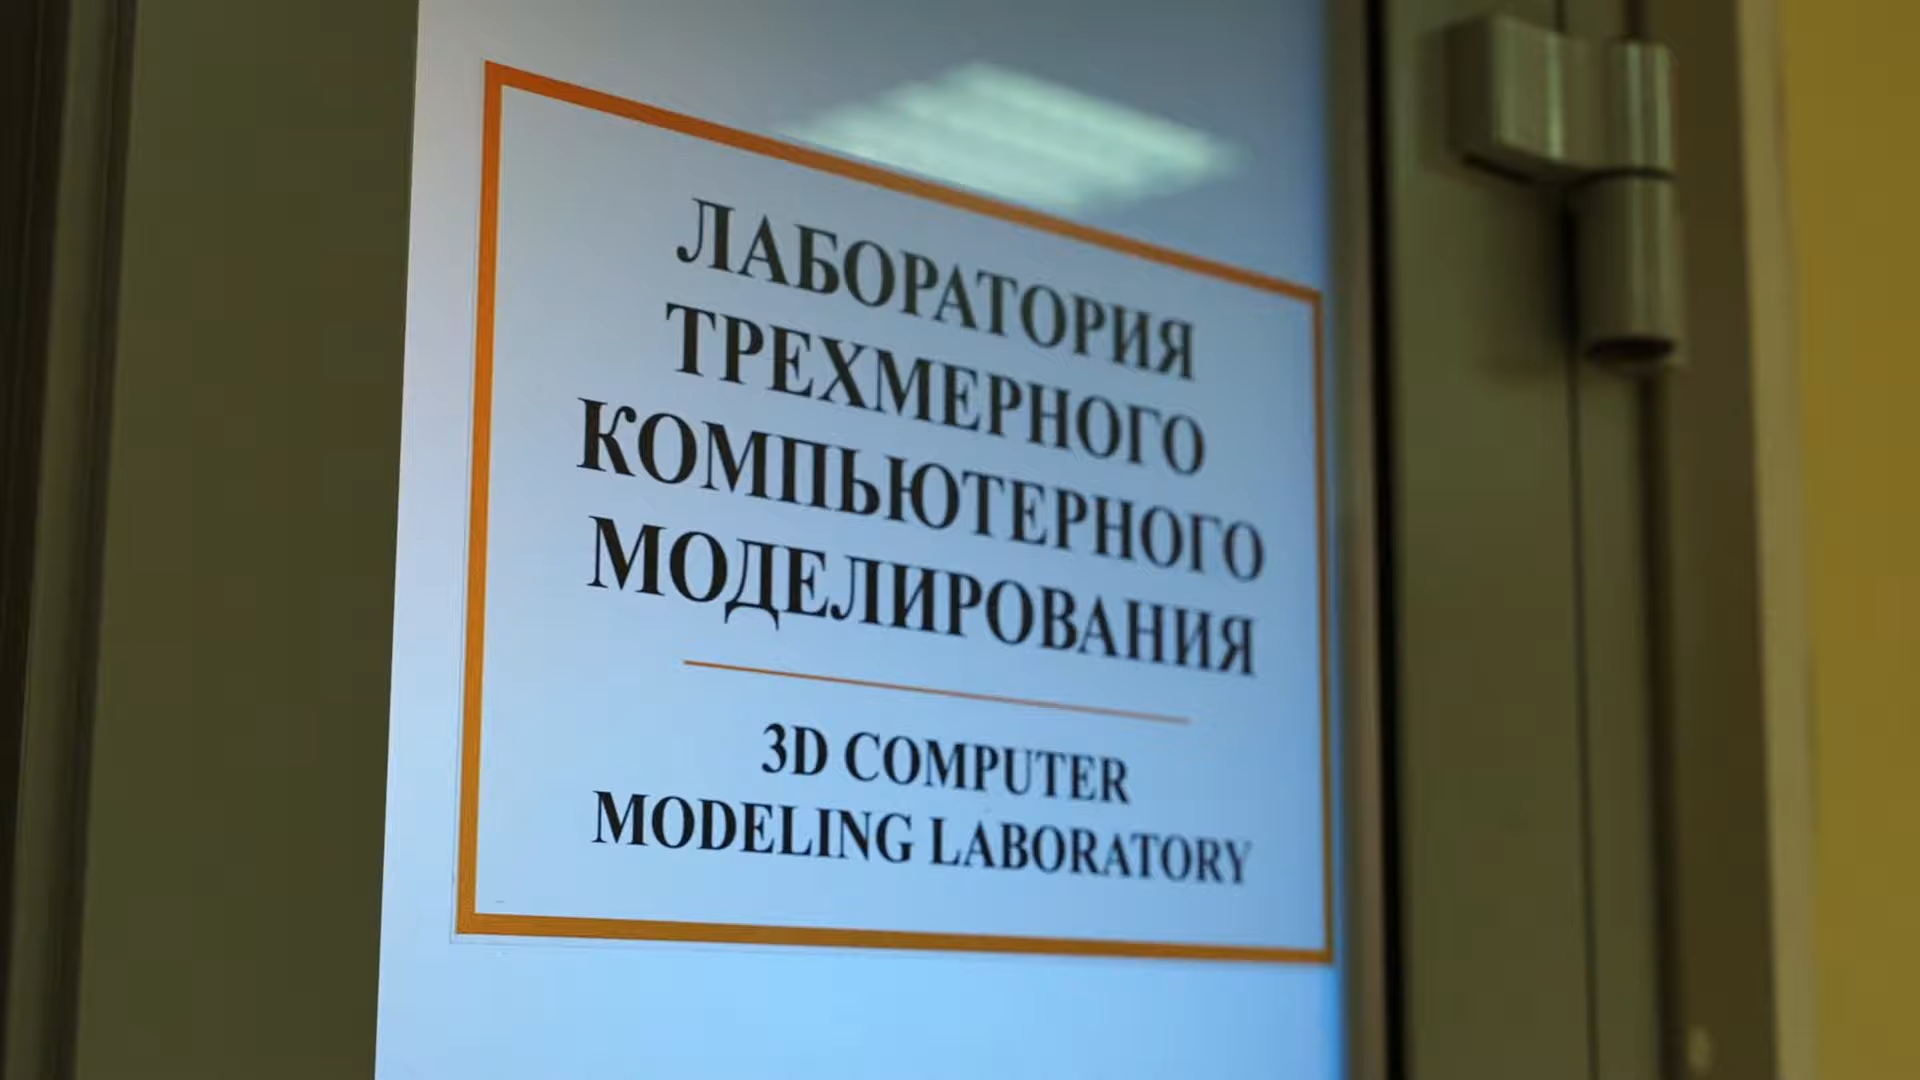 ЛАБОРАТОРИЯ
ТРЕХМЕРНОГО
КОМПЬЮТЕРНОГО
МОДЕЛИРОВАНИЯ
3D COMPUTER
MODELING LABORATORY